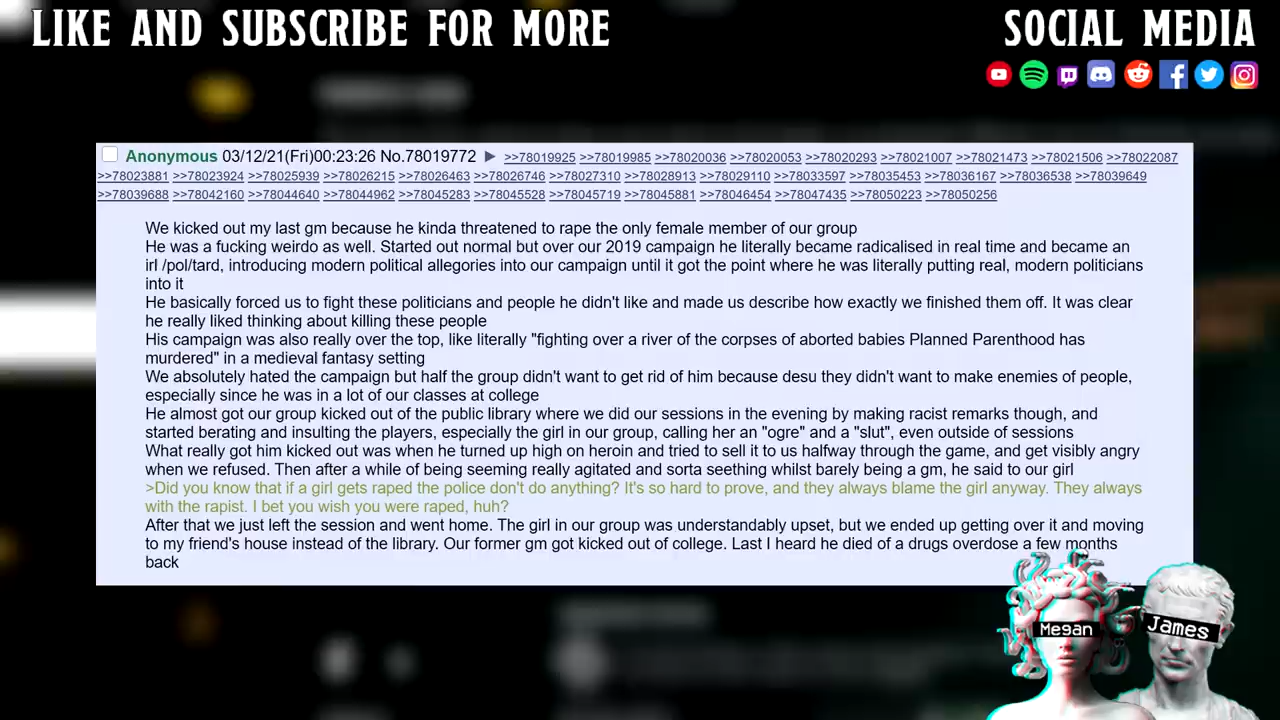 LIKE AND SUBSCRIBE FOR MORE
SOCIAL MEDIA
Anonymous 03/12/21(Fri)00:23:26 No.78019772 ▶ >>78019925 >>78019985 >>78020036 >>78020053 >>78020293 >>78021007 >>78021473 >>78021506 >>78022087
>>78023881 >>78023924 >>78025939 >>78026215 >>78026463 >>78026746 >>78027310 >>78028913 >>78029110 >>78033597 >>78035453 >>78036167 >>78036538 >>78039649
>>78039688 >>78042160 >>78044640 >>78044962 >>78045283 >>78045528 >>78045719 >>78045881 >>78046454 >>78047435 >>78050223 >>78050256
We kicked out my last gm because he kinda threatened to rape the only female member of our group
He was a fucking weirdo as well. Started out normal but over our 2019 campaign he literally became radicalised in real time and became an
irl /pol/tard, introducing modern political allegories into our campaign until it got the point where he was literally putting real, modern politicians
into it
He basically forced us to fight these politicians and people he didn't like and made us describe how exactly we finished them off. It was clear
he really liked thinking about killing these people
His campaign was also really over the top, like literally "fighting over a river of the corpses of aborted babies Planned Parenthood has
murdered" in a medieval fantasy setting
We absolutely hated the campaign but half the group didn't want to get rid of him because desu they didn't want to make enemies of people,
especially since he was in a lot of our classes at college
He almost got our group kicked out of the public library where we did our sessions in the evening by making racist remarks though, and
started berating and insulting the players, especially the girl in our group, calling her an "ogre" and a "slut", even outside of sessions
What really got him kicked out was when he turned up high on heroin and tried to sell it to us halfway through the game, and get visibly angry
when we refused. Then after a while of being seeming really agitated and sorta seething whilst barely being a gm, he said to our girl
>Did you know that if a girl gets raped the police don't do anything? It's so hard to prove, and they always blame the girl anyway. They always
with the rapist. I bet you wish you were raped, huh?
After that we just left the session and went home. The girl in our group was understandably upset, but we ended up getting over it and moving
to my friend's house instead of the library. Our former gm got kicked out of college. Last I heard he died of a drugs overdose a few months
back
Megan
James